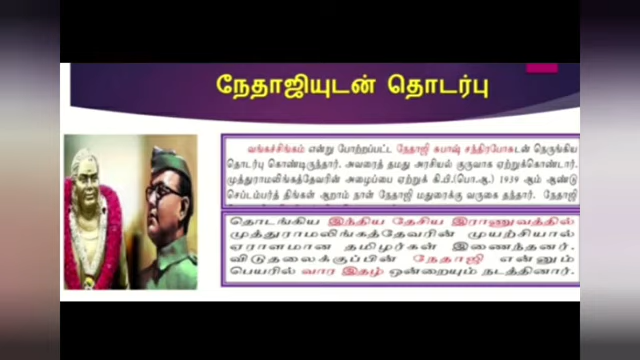 நேதாஜியுடன் தொடர்பு
வங்கச்சிங்கம் என்று போற்றப்பட்ட நேதாஜி சுபாஷ் சந்திரபோசுடன் நெருங்கிய
தொடர்பு கொண்டிருந்தார். அவரைத் தமது அரசியல் குருவாக ஏற்றுக்கொண்டார்.
முத்துராமலிங்கத்தேவரின் அழைப்பை ஏற்றுக் கி.பி.(பொ.ஆ.) 1939 ஆம் ஆண்டு
செப்டம்பர்த் திங்கள் ஆறாம் நாள் நேதாஜி மதுரைக்கு வருகை தந்தார். நேதாஜி
தொடங்கிய இந்திய தேசிய இராணுவத்தில்
முத்துராமலிங்கத்தேவரின் முயற்சியால்
ஏராளமான தமிழர்கள் இணைந்தனர்.
விடுதலைக்குப்பின் நேதாஜி என்னும்
பெயரில் வார இதழ் ஒன்றையும் நடத்தினார்.